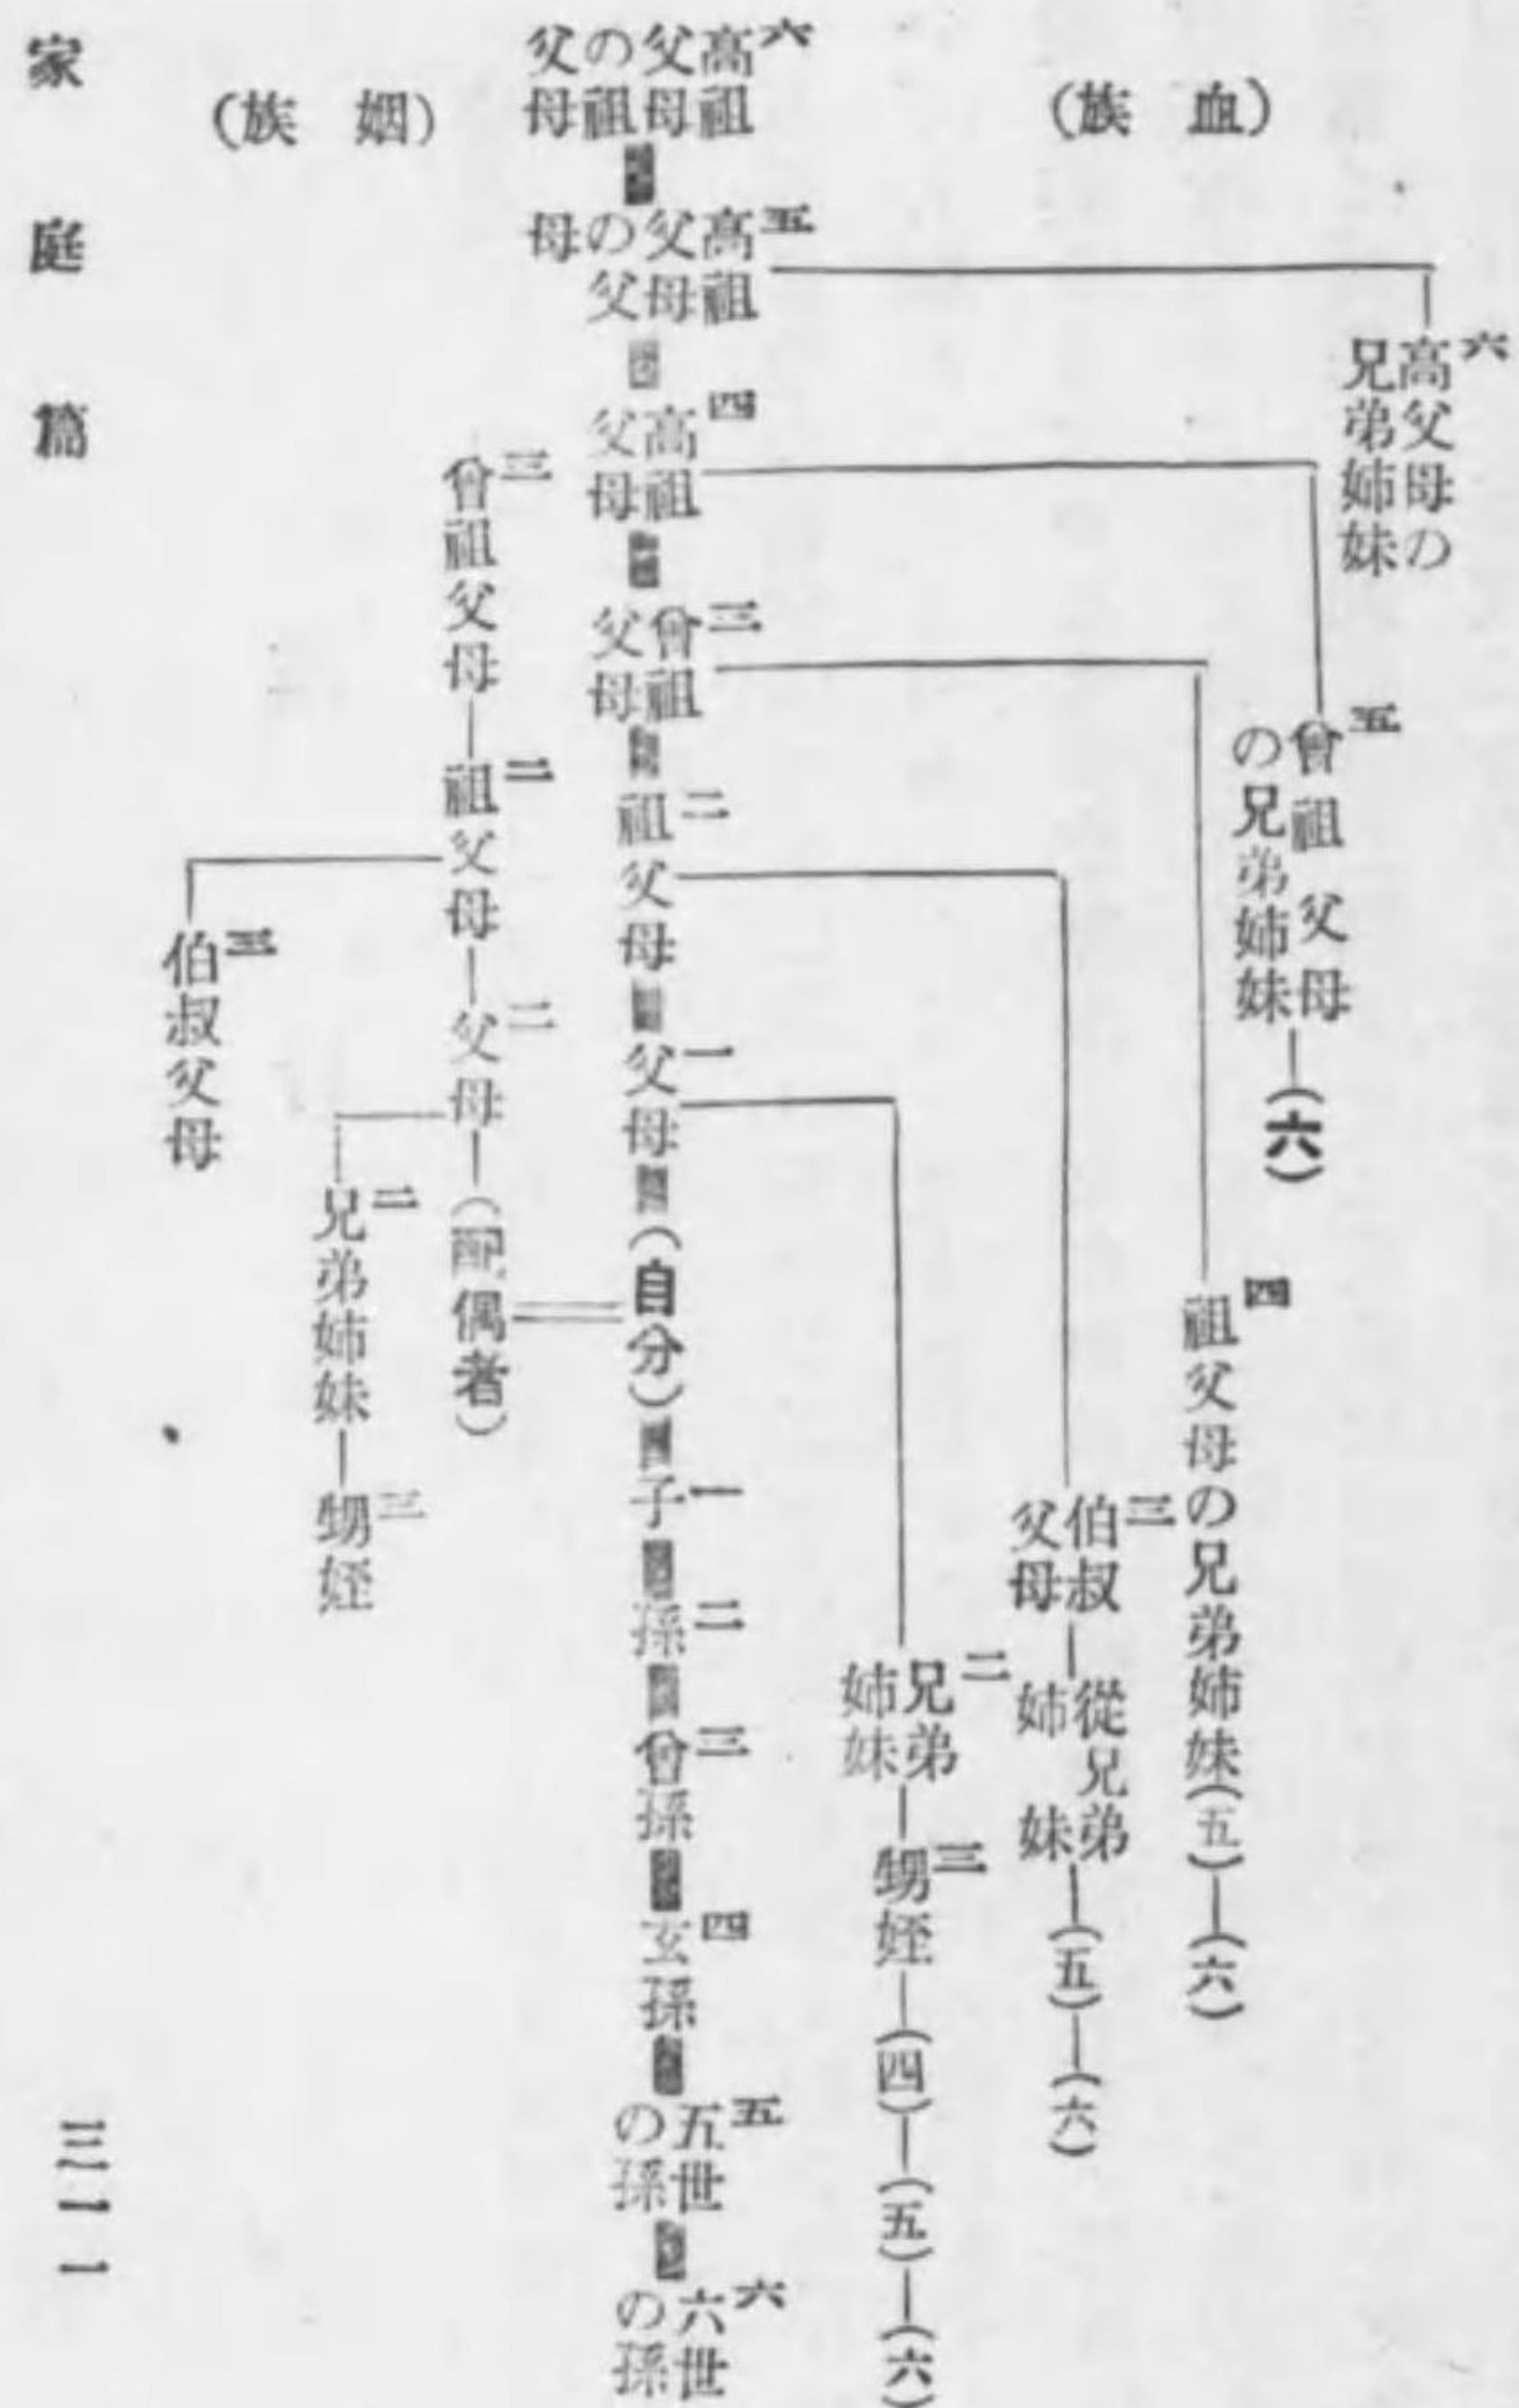 （血族）
六
高父母の
兄弟姉妹
五
曾祖父母
の兄弟姉妹―（六）
四
祖父母の兄弟姉妹（五）―（六）
三
伯叔
父母
從兄弟
姉妹―（五）―（六）
二
兄弟
姉妹
三
甥姪―（四）―（五）―（六）
六
高祖
父母
の祖
父母
五
高祖
父母
の父
母
四
高祖
父母
三
曾祖
父母
二
祖父母
一
父母
（自分）
一
子
二
孫
三
曾孫
四
玄孫
五
五世
の孫
六
六世
の孫
（姻族）
三
曾祖父母
二
祖父母
二
父母
（配偶者）
二
兄弟姉妹
三
甥姪
三
伯叔父母
家庭篇
三一一